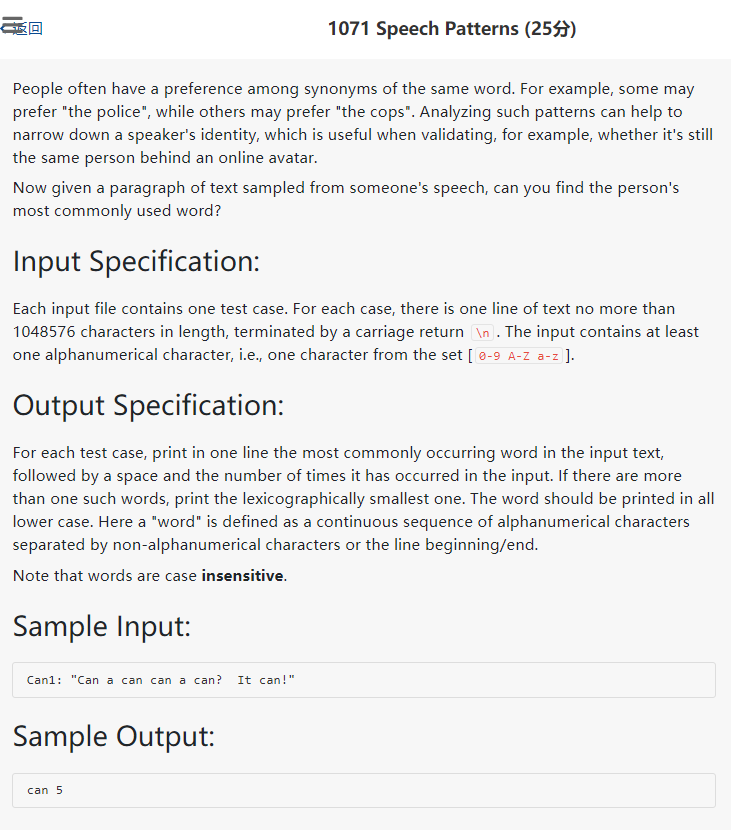 返回
1071 Speech Patterns (25分)
People often have a preference among synonyms of the same word. For example, some may
prefer "the police", while others may prefer "the cops". Analyzing such patterns can help to
narrow down a speaker's identity, which is useful when validating, for example, whether it's still
the same person behind an online avatar.
Now given a paragraph of text sampled from someone's speech, can you find the person's
most commonly used word?
Input Specification:
Each input file contains one test case. For each case, there is one line of text no more than
1048576 characters in length, terminated by a carriage return \n. The input contains at least
one alphanumerical character, i.e., one character from the set [0-9 A-Z a-z].
Output Specification:
For each test case, print in one line the most commonly occurring word in the input text,
followed by a space and the number of times it has occurred in the input. If there are more
than one such words, print the lexicographically smallest one. The word should be printed in all
lower case. Here a "word" is defined as a continuous sequence of alphanumerical characters
separated by non-alphanumerical characters or the line beginning/end.
Note that words are case insensitive.
Sample Input:
Can1: "Can a can can a can?  It can!"
Sample Output:
can 5